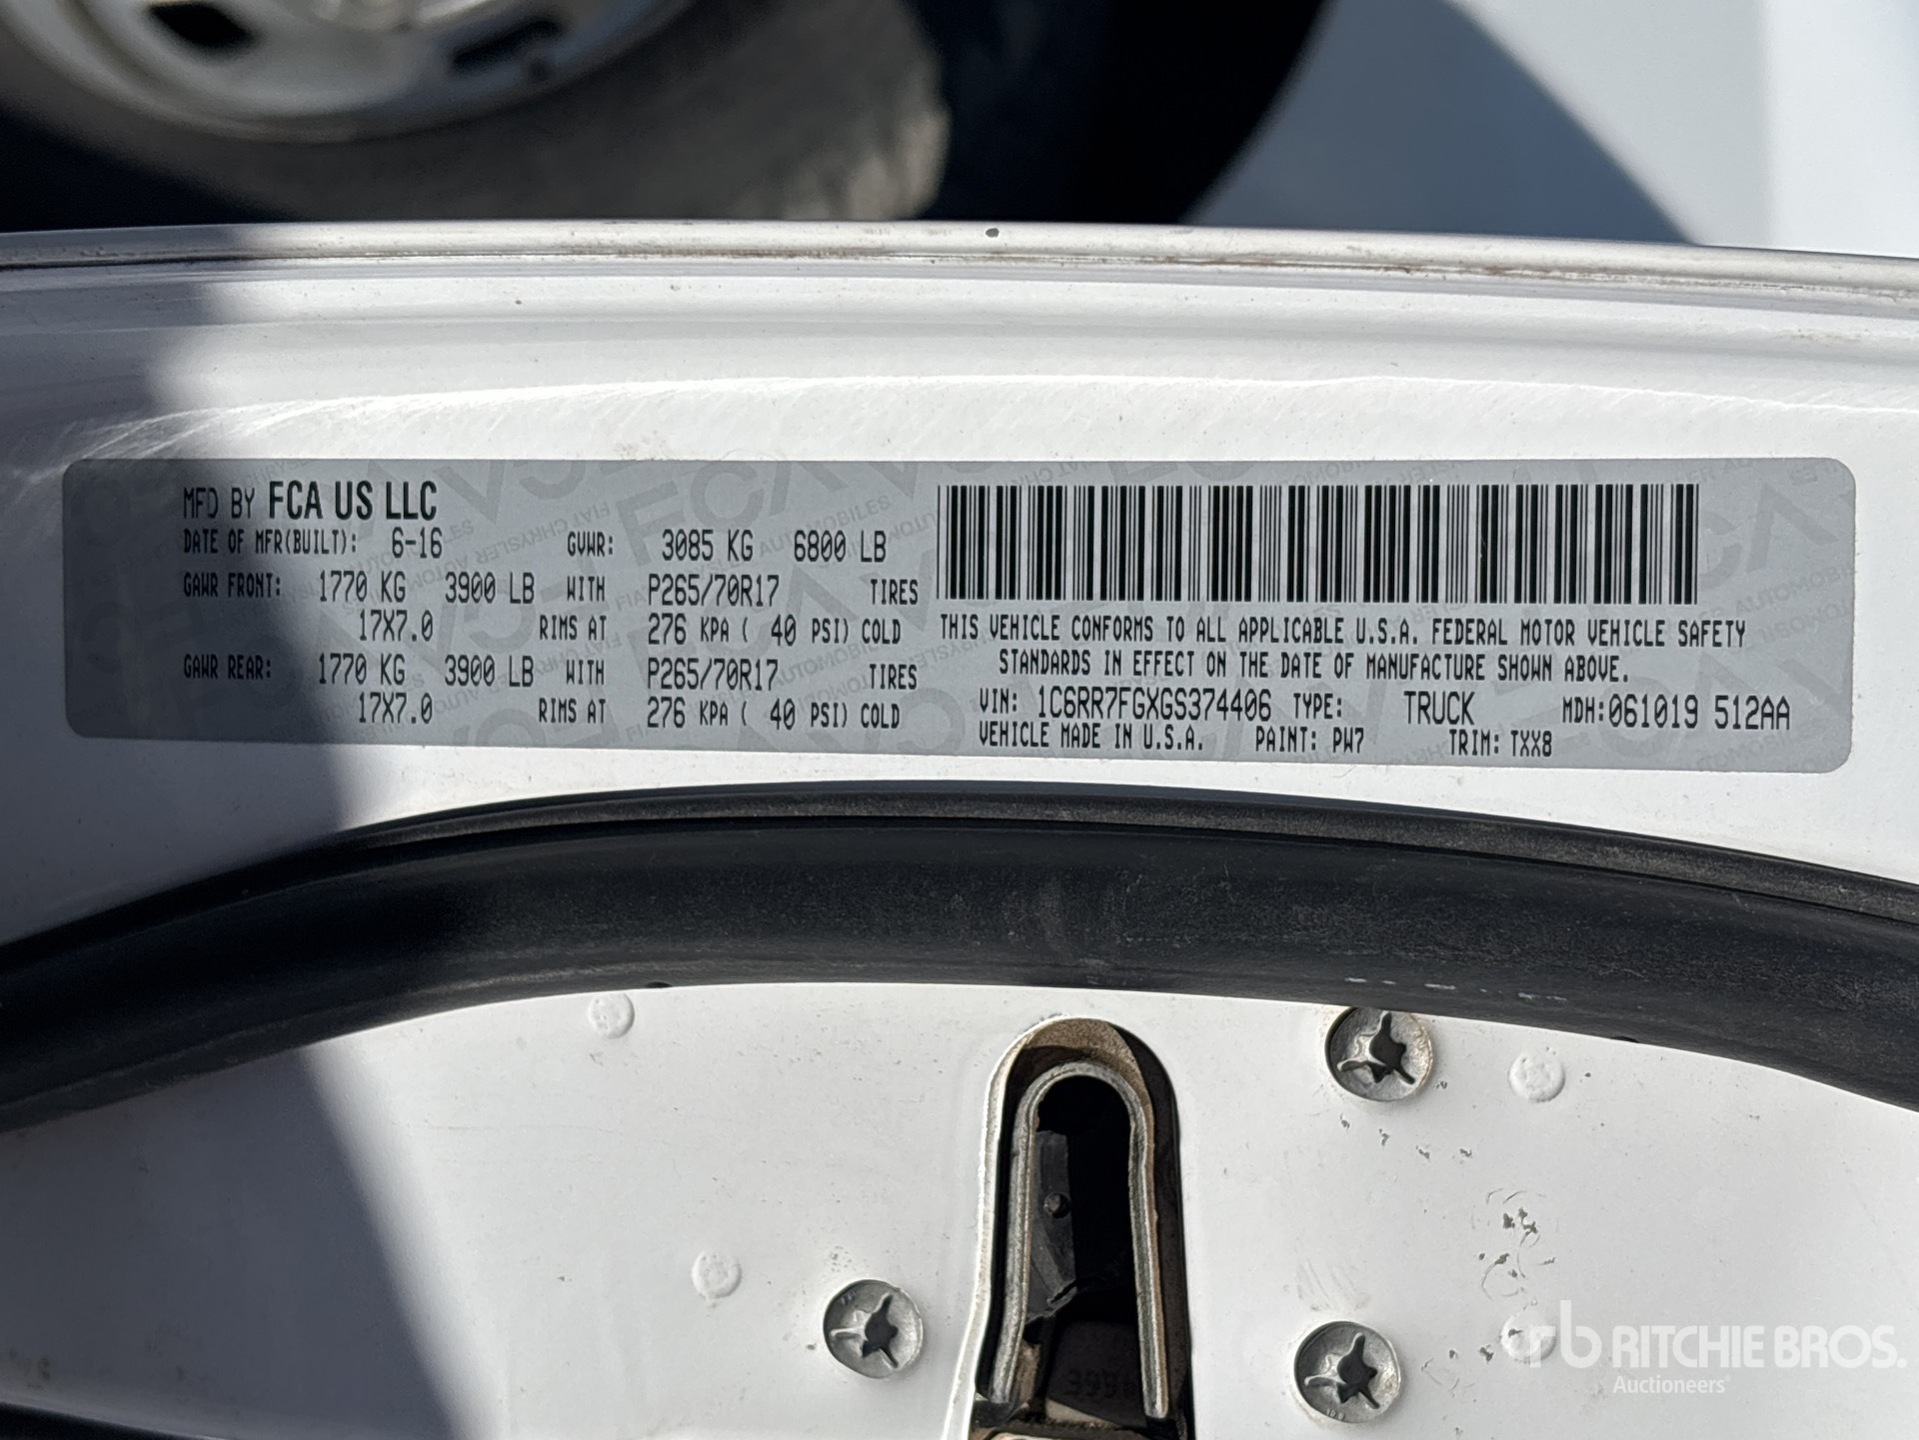 MFD BY FCA US LLC
DATE OF MFR(BUILT): 6-16 GVWR: 3085 KG 6800 LB
GAWR FRONT: 1770 KG 3900 LB WITH P265/70R17 TIRES
17X7.0 RIMS AT 276 KPA ( 40 PSI) COLD
GAWR REAR: 1770 KG 3900 LB WITH P265/70R17 TIRES
17X7.0 RIMS AT 276 KPA ( 40 PSI) COLD
THIS VEHICLE CONFORMS TO ALL APPLICABLE U.S.A. FEDERAL MOTOR VEHICLE SAFETY
STANDARDS IN EFFECT ON THE DATE OF MANUFACTURE SHOWN ABOVE.
VIN: 1C6RR7FGXGS374406 TYPE: TRUCK MDH:061019 512AA
VEHICLE MADE IN U.S.A. PAINT: PW7 TRIM: TXX8
rb RITCHIE BROS.
Auctioneers